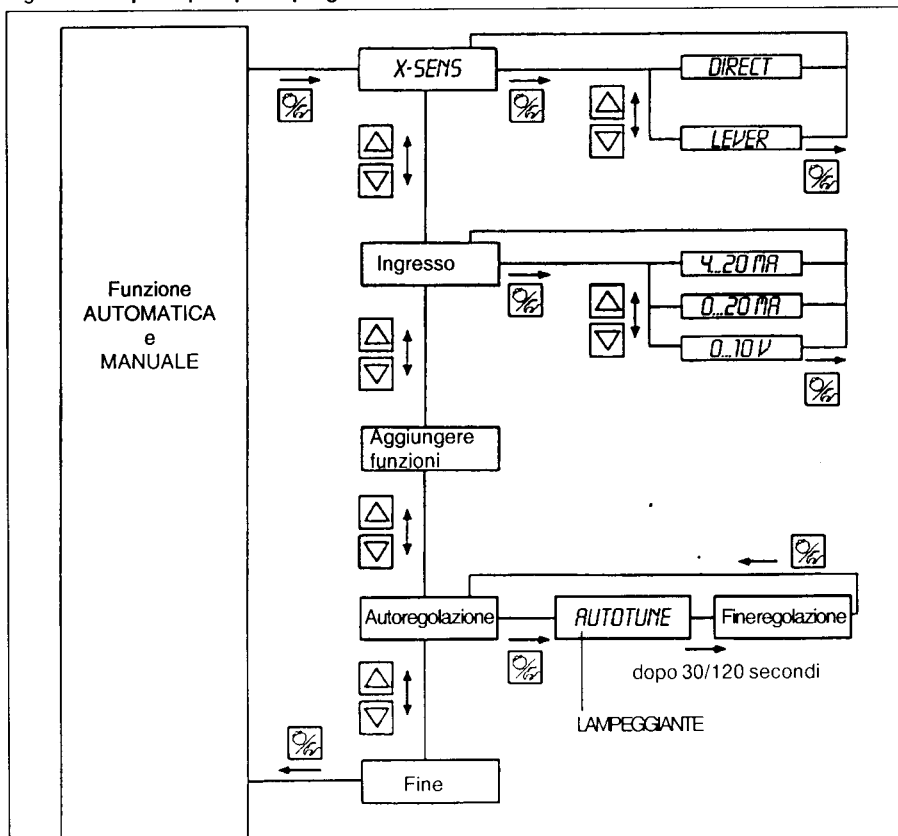 X-SENS
DIRECT
LEVER
Funzione
AUTOMATICA
e
MANUALE
Ingresso
4...20 MA
0...20 MA
0...10 V
Aggiungere
funzioni
Autoregolazione
AUTOTUNE
Fineregolazione
dopo 30/120 secondi
LAMPEGGIANTE
Fine